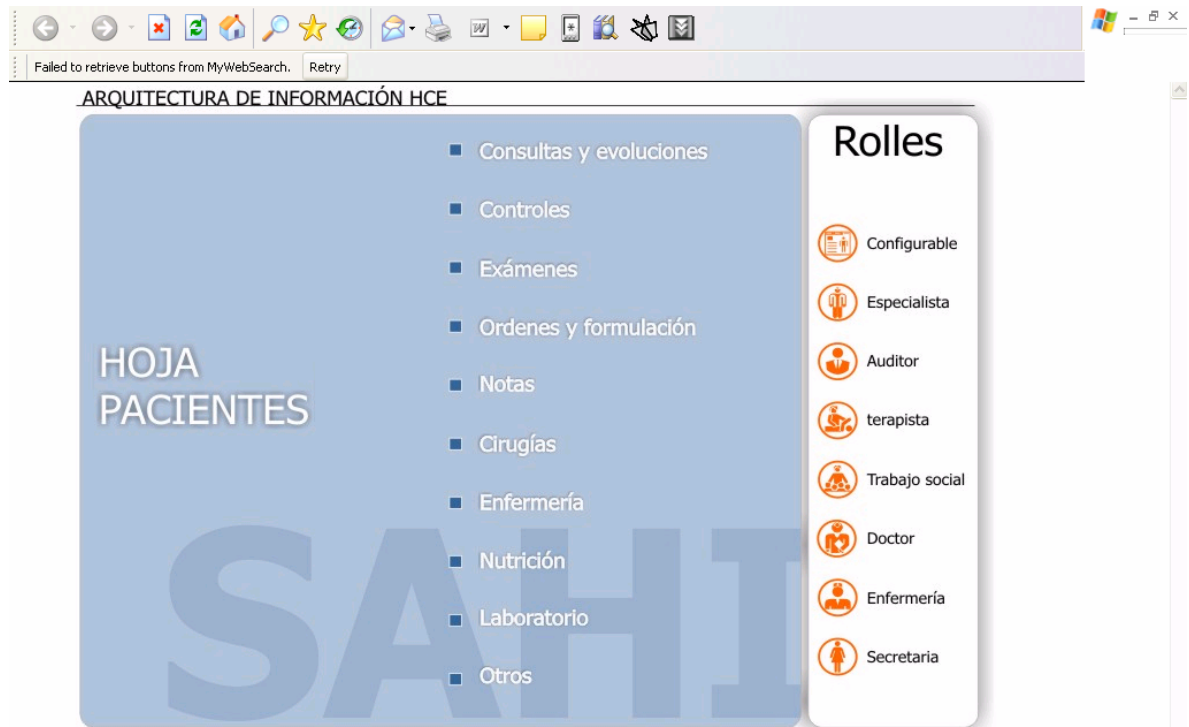 Failed to retrieve buttons from MyWebSearch. Retry
ARQUITECTURA DE INFORMACIÓN HCE
HOJA
PACIENTES
Consultas y evoluciones
Controles
Exámenes
Ordenes y formulación
Notas
Cirugías
Enfermería
Nutrición
Laboratorio
Otros
SAHI
Rolles
Configurable
Especialista
Auditor
terapista
Trabajo social
Doctor
Enfermería
Secretaria